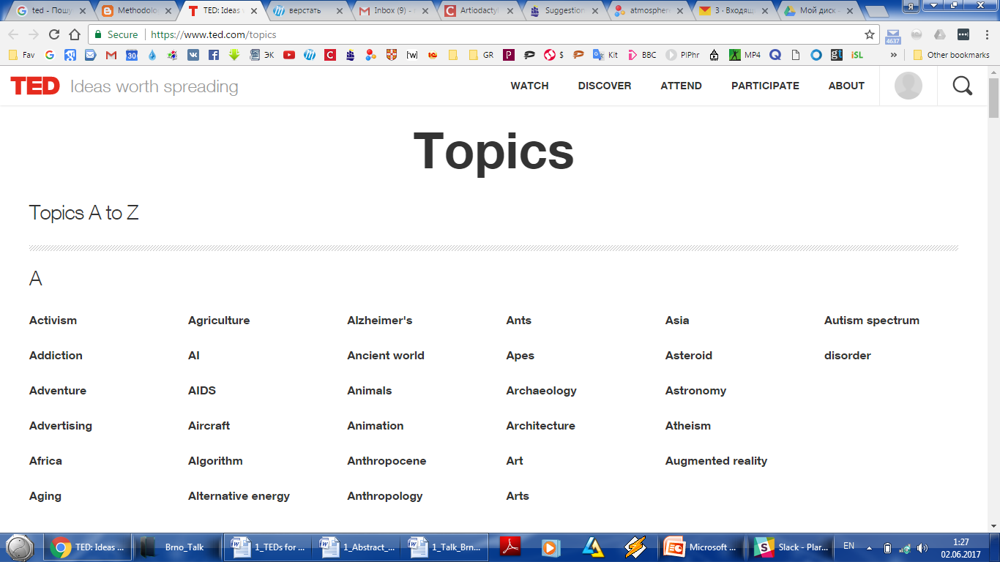 ted - Пошу
Methodolo
TED: Ideas
верстать
Inbox (9) -
Artiodactyl
Suggestion
atmospher
3 · Входящ
Мой диск -
Я
Secure https://www.ted.com/topics
4637
Fav 30 ЭК [w] GR P $ Kit BBC PlPhr MP4 iSL » Other bookmarks
TED Ideas worth spreading WATCH DISCOVER ATTEND PARTICIPATE ABOUT
Topics
Topics A to Z
A
Activism Agriculture Alzheimer's Ants Asia Autism spectrum
Addiction AI Ancient world Apes Asteroid disorder
Adventure AIDS Animals Archaeology Astronomy
Advertising Aircraft Animation Architecture Atheism
Africa Algorithm Anthropocene Art Augmented reality
Aging Alternative energy Anthropology Arts
TED: Ideas ... Brno_Talk 1_TEDs for ... 1_Abstract_... 1_Talk_Brn... Microsoft ... Slack - Plar... EN 1:27
02.06.2017